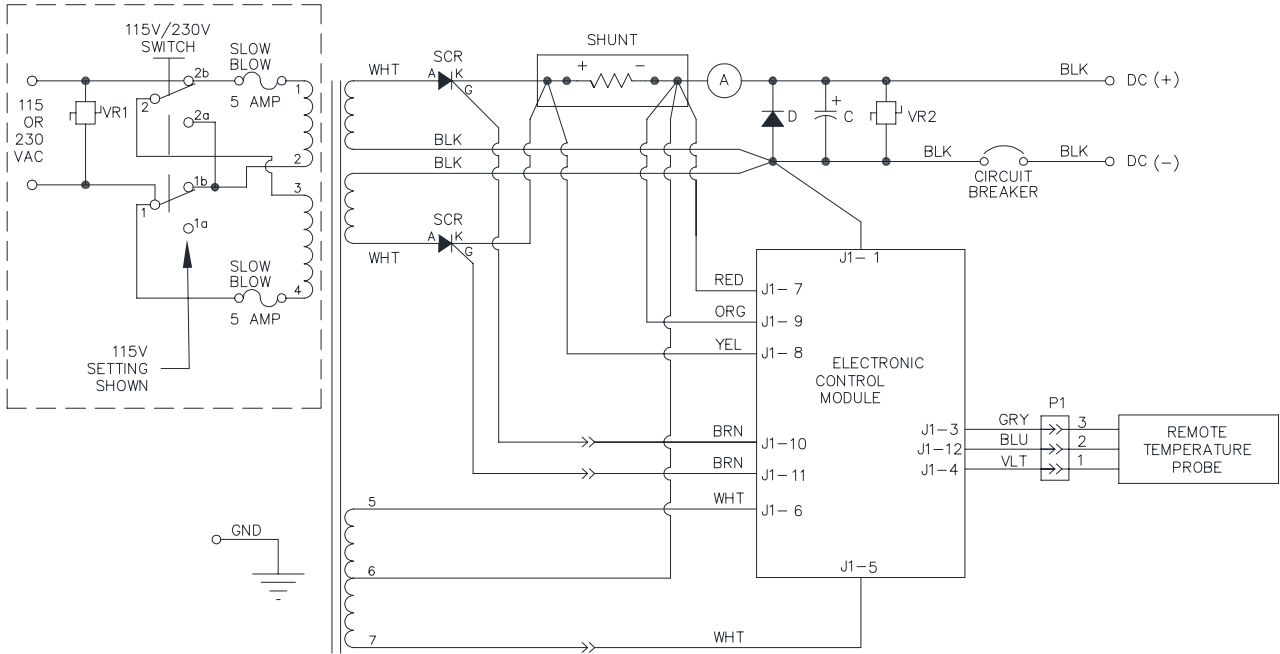 115V/230V
SWITCH
SLOW
BLOW
5 AMP
2b
2
2a
1b
1
1a
115
OR
230
VAC
VR1
1
2
3
4
SLOW
BLOW
5 AMP
115V
SETTING
SHOWN
GND
WHT
SCR
A
K
G
SHUNT
+
−
A
BLK
DC (+)
BLK
BLK
D
+
C
VR2
BLK
BLK
DC (−)
CIRCUIT
BREAKER
SCR
A
K
G
WHT
J1- 1
RED
J1- 7
ORG
J1- 9
YEL
J1- 8
ELECTRONIC
CONTROL
MODULE
BRN
J1-10
BRN
J1-11
WHT
J1- 6
J1-5
J1-3
GRY
J1-12
BLU
J1-4
VLT
P1
3
2
1
REMOTE
TEMPERATURE
PROBE
5
6
7
WHT